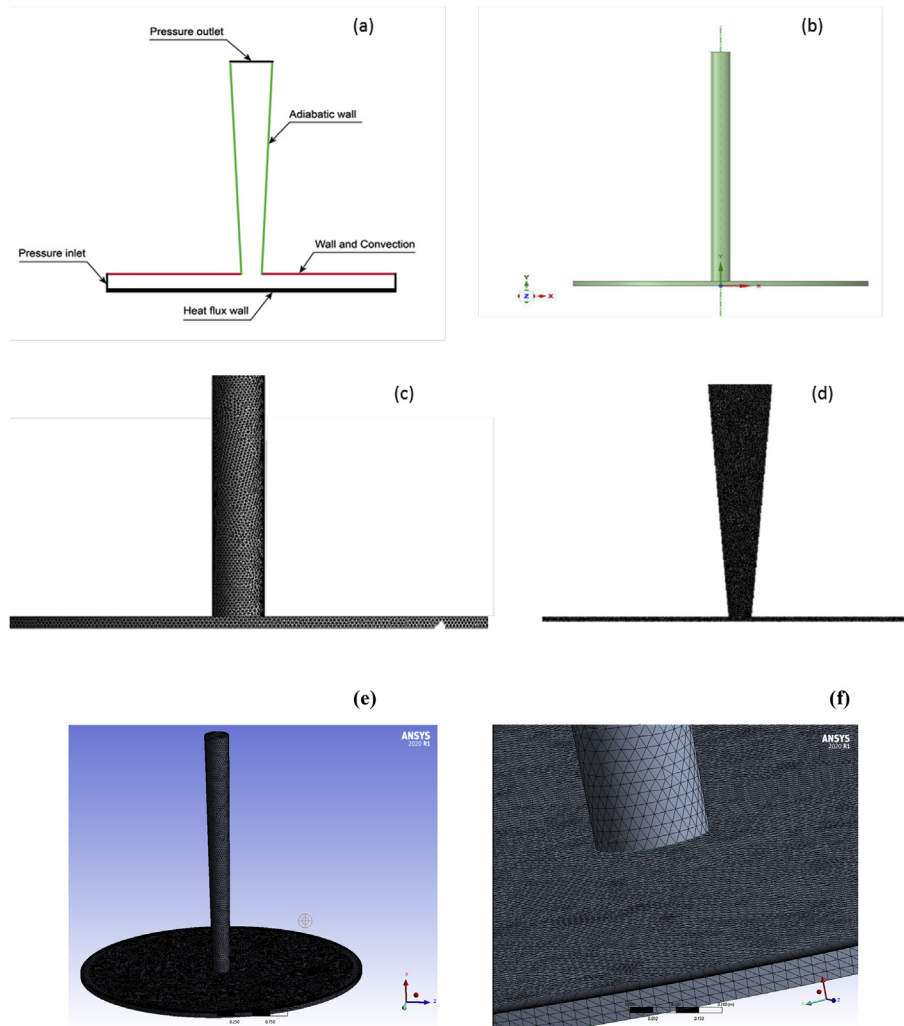 (a)
Pressure outlet
Adiabatic wall
Pressure inlet
Wall and Convection
Heat flux wall
(b)
Y
Y
Z
X
X
(c)
(d)
(e)
ANSYS
2020 R1
X
Z
0.250
0.750
(f)
ANSYS
2020 R1
0.050
0.150